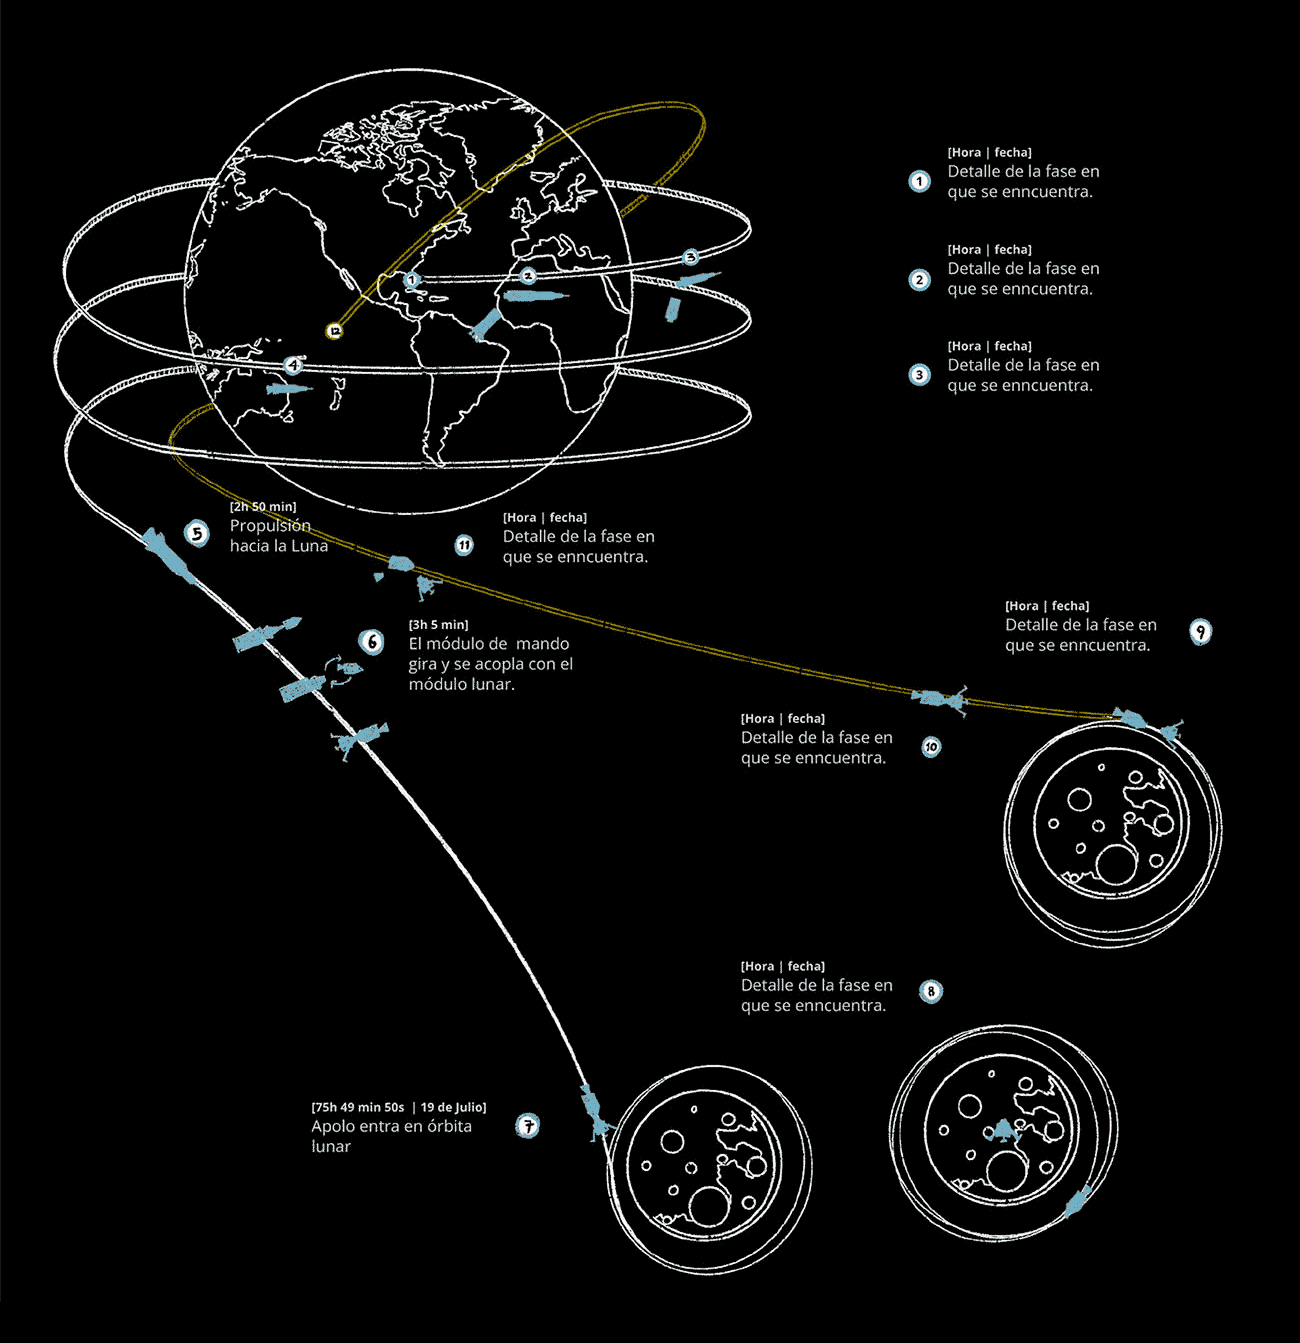 1
[Hora | fecha]
Detalle de la fase en
que se enncuentra.
2
[Hora | fecha]
Detalle de la fase en
que se enncuentra.
3
[Hora | fecha]
Detalle de la fase en
que se enncuentra.
1
2
3
12
4
5
[2h 50 min]
Propulsión
hacia la Luna
11
[Hora | fecha]
Detalle de la fase en
que se enncuentra.
6
[3h 5 min]
El módulo de mando
gira y se acopla con el
módulo lunar.
[Hora | fecha]
Detalle de la fase en
que se enncuentra.
9
[Hora | fecha]
Detalle de la fase en
que se enncuentra.
10
[Hora | fecha]
Detalle de la fase en
que se enncuentra.
8
[75h 49 min 50s | 19 de Julio]
Apolo entra en órbita
lunar
7